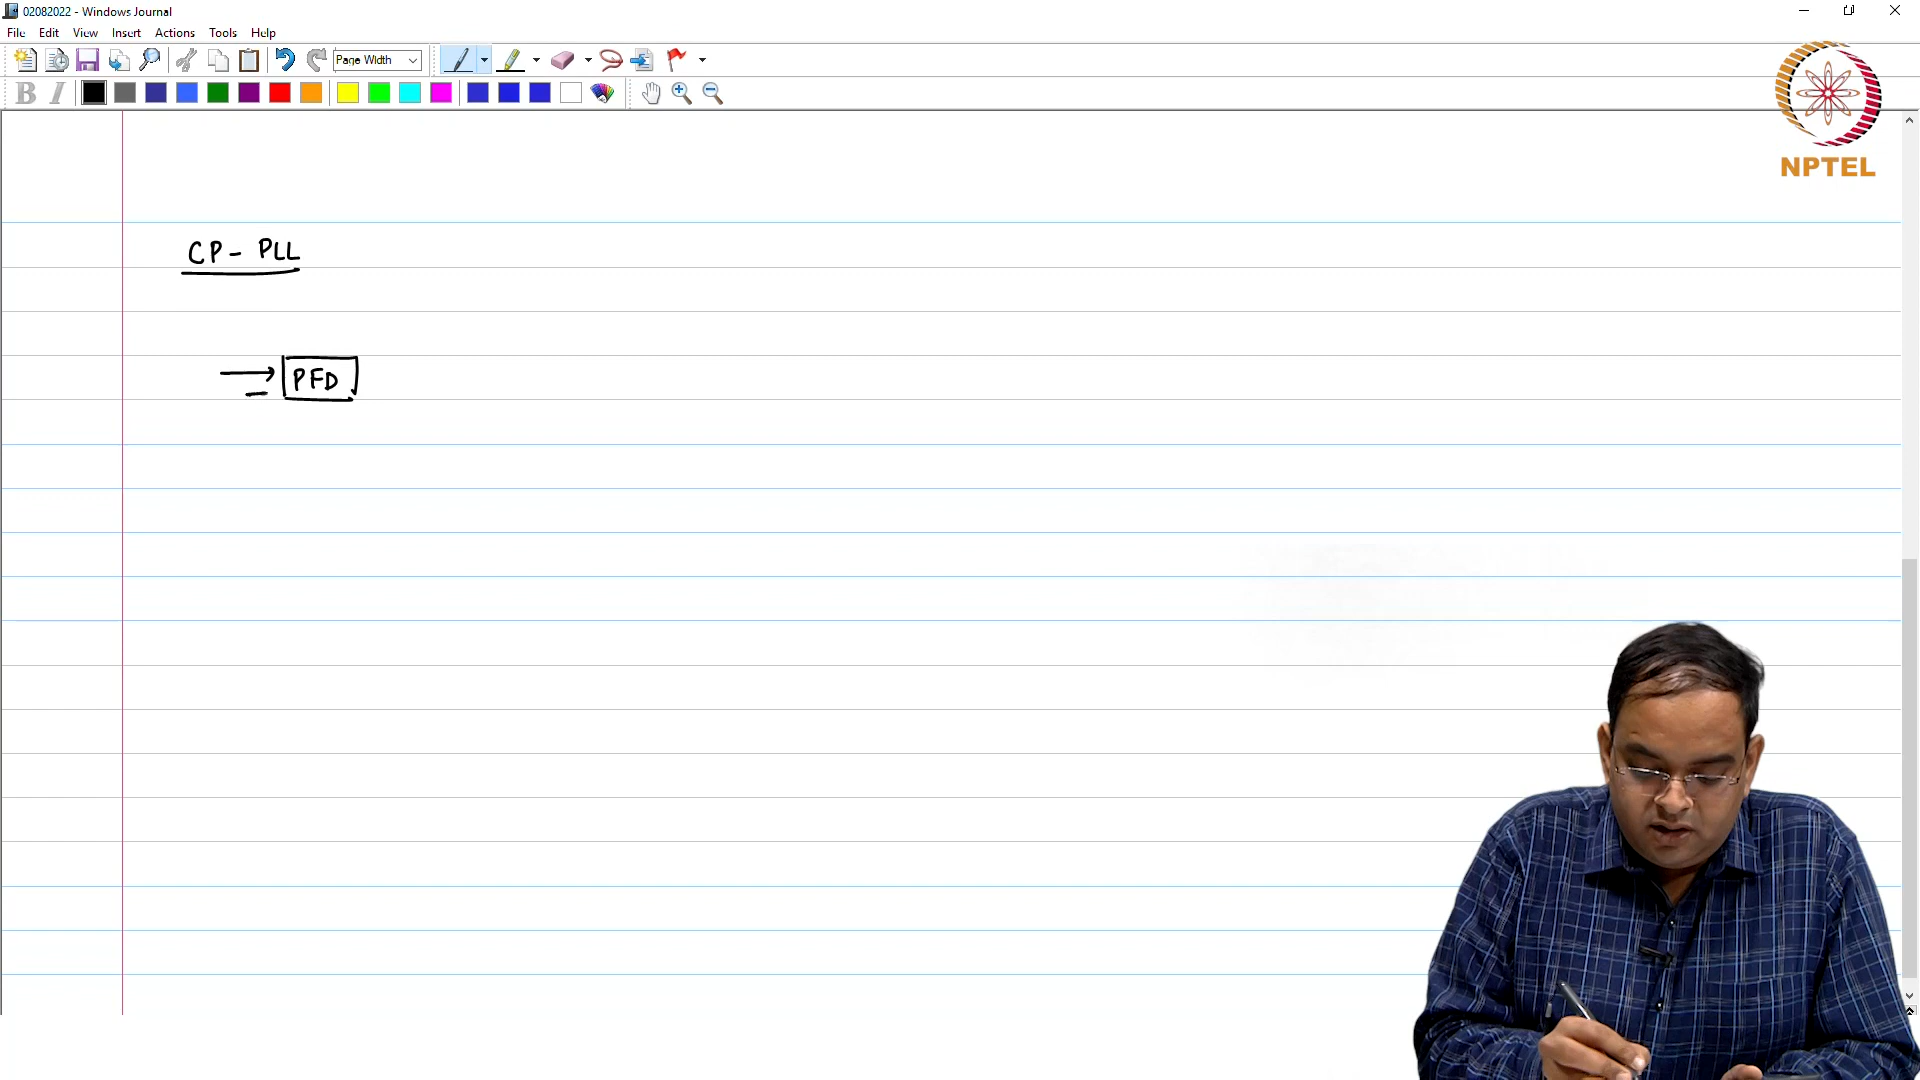 02082022 - Windows Journal
File Edit View Insert Actions Tools Help
Page Width
B I
NPTEL
CP - PLL
PFD